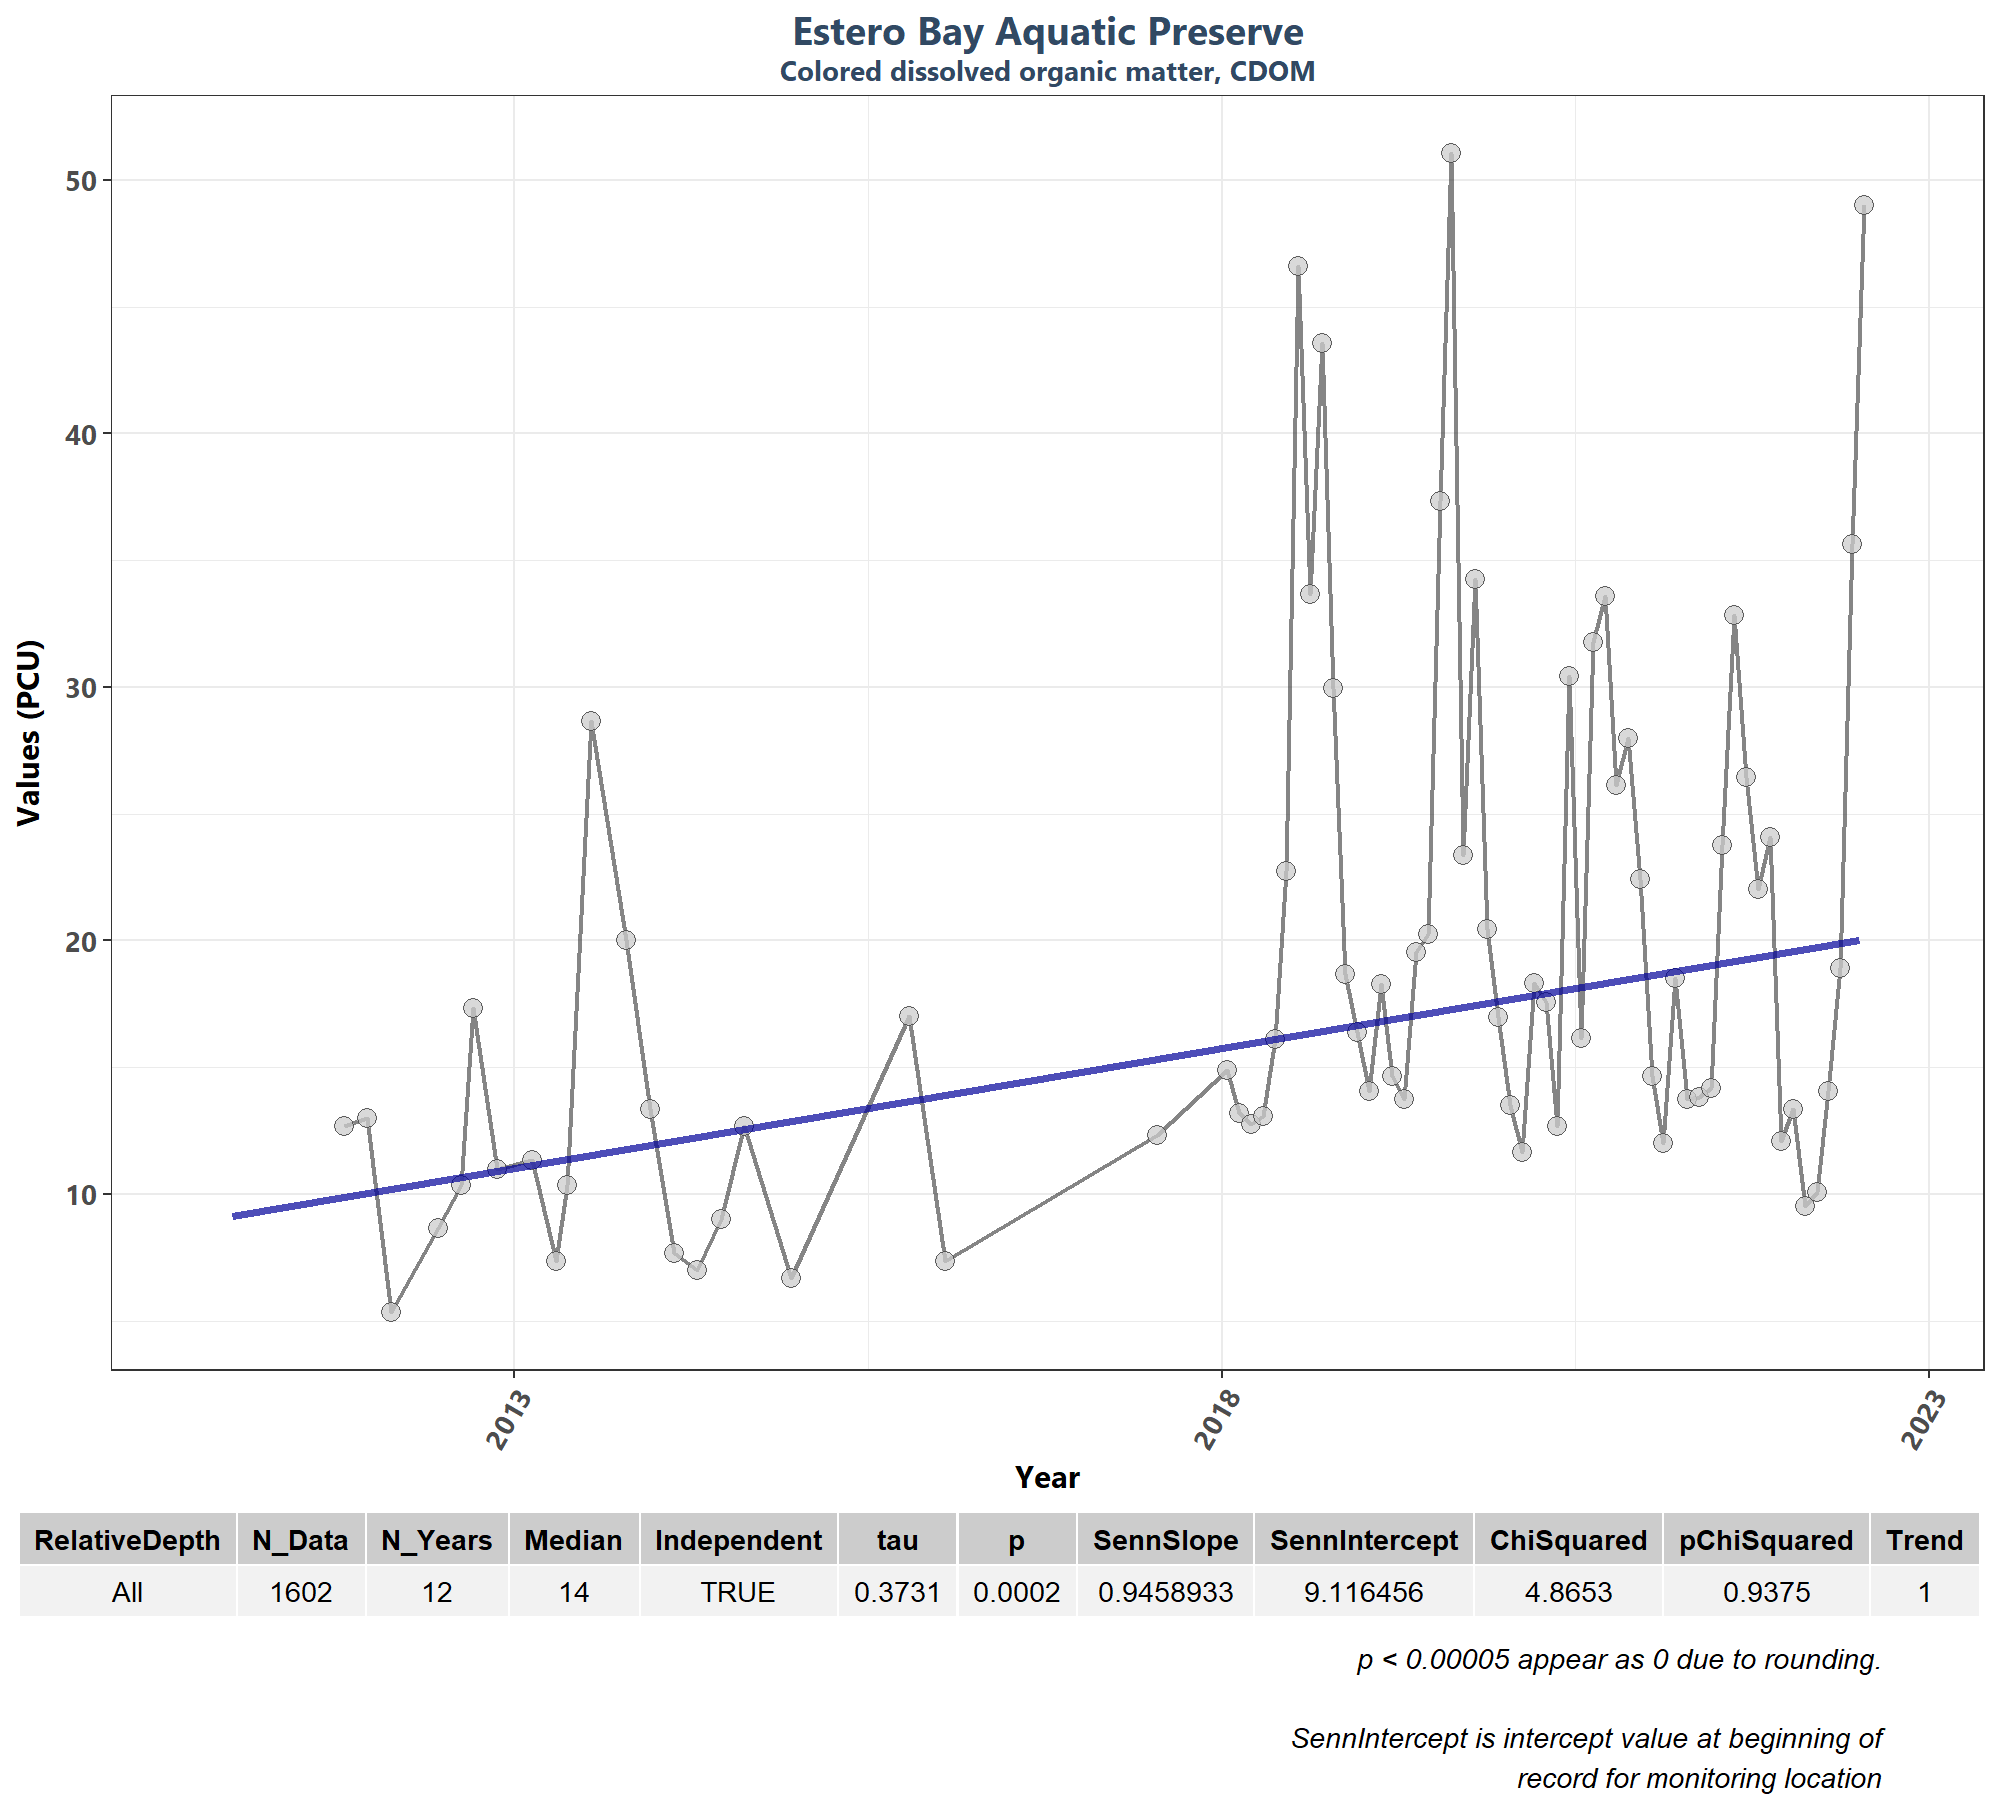 Estero Bay Aquatic Preserve
Colored dissolved organic matter, CDOM
Values (PCU)
50
40
30
20
10
2013
2018
2023
Year
RelativeDepth N_Data N_Years Median Independent tau p SennSlope SennIntercept ChiSquared pChiSquared Trend
All 1602 12 14 TRUE 0.3731 0.0002 0.9458933 9.116456 4.8653 0.9375 1
p < 0.00005 appear as 0 due to rounding.
SennIntercept is intercept value at beginning of
record for monitoring location